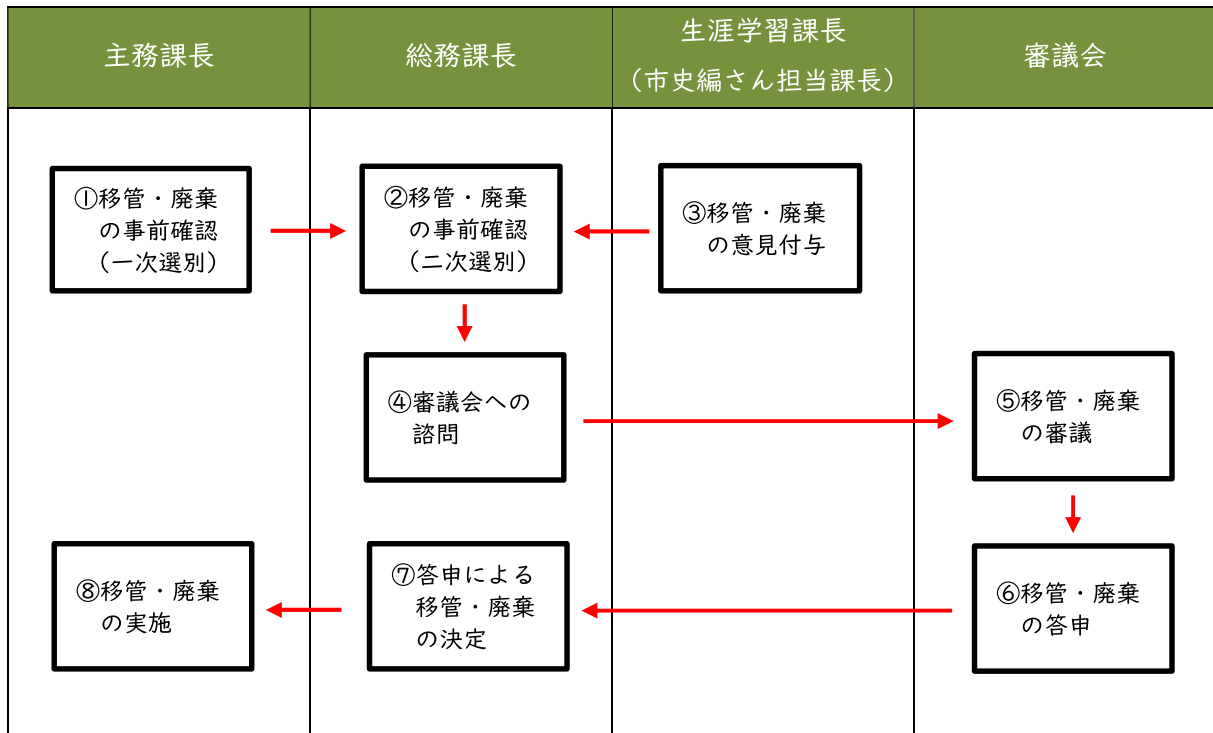 主務課長
総務課長
生涯学習課長
（市史編さん担当課長）
審議会
①移管・廃棄
の事前確認
（一次選別）
②移管・廃棄
の事前確認
（二次選別）
③移管・廃棄
の意見付与
④審議会への
諮問
⑤移管・廃棄
の審議
⑥移管・廃棄
の答申
⑦答申による
移管・廃棄
の決定
⑧移管・廃棄
の実施